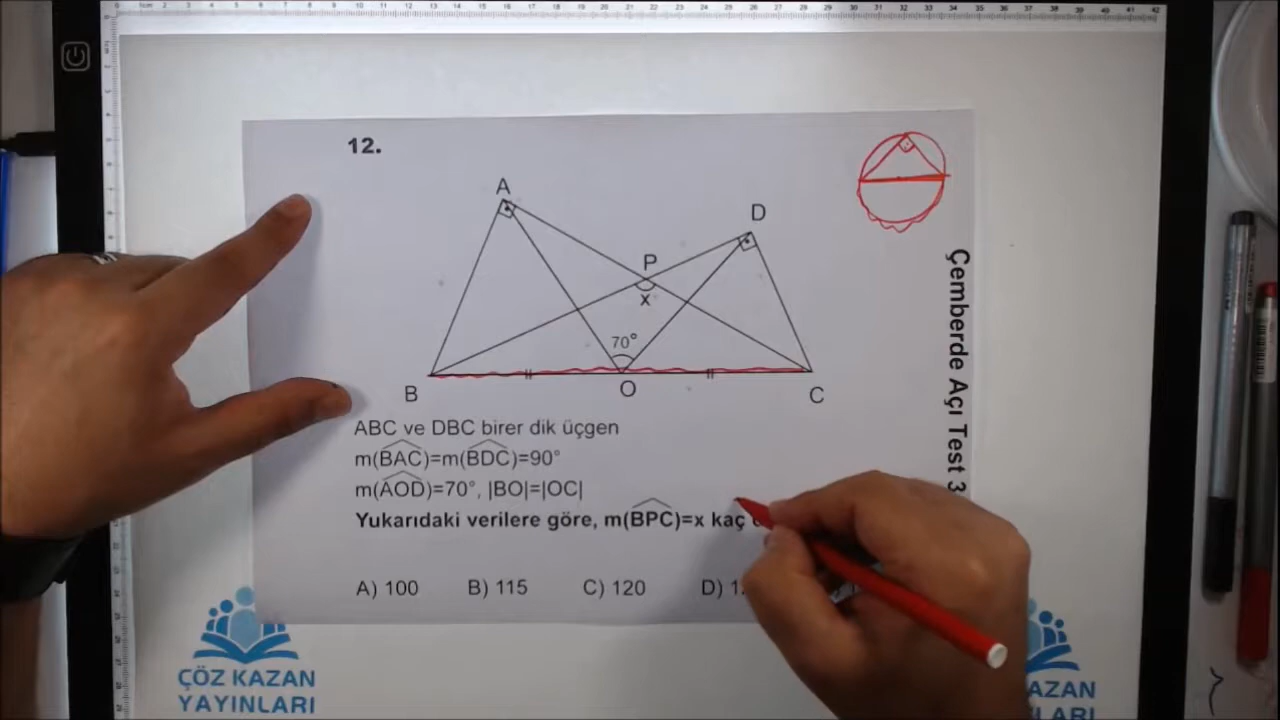 12.
A
D
P
x
70°
B
O
C
ABC ve DBC birer dik üçgen
m(BAC)=m(BDC)=90°
m(AOD)=70°, |BO|=|OC|
Yukarıdaki verilere göre, m(BPC)=x kaç
A) 100 B) 115 C) 120 D)
Çemberde Açı Test 3
ÇÖZ KAZAN
YAYINLARI